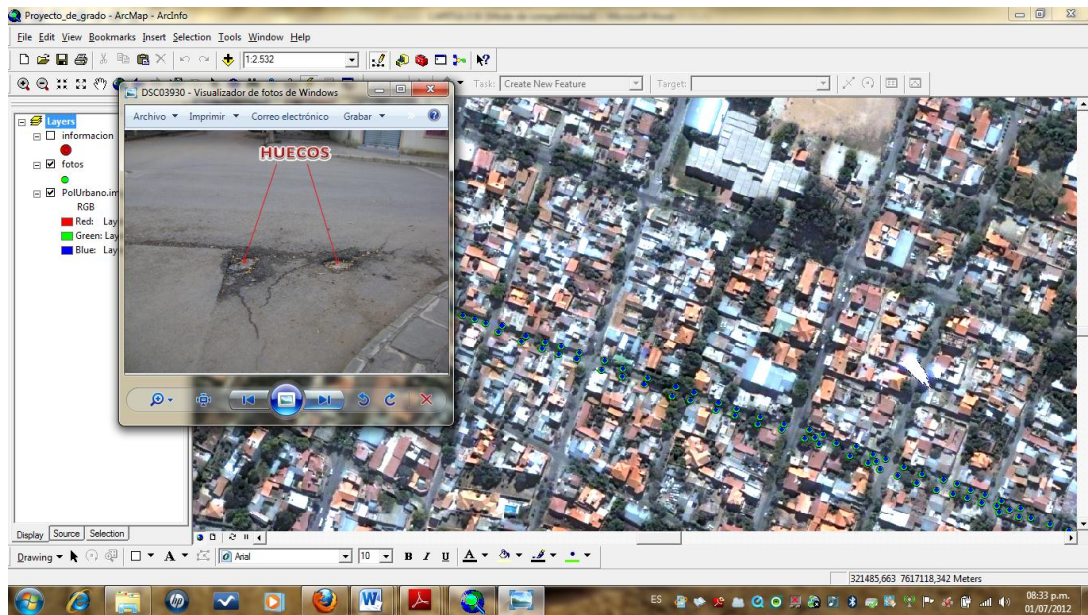 Proyecto_de_grado - ArcMap - ArcInfo
File Edit View Bookmarks Insert Selection Tools Window Help
1:2.532
Task: Create New Feature Target:
DSC03930 - Visualizador de fotos de Windows
Archivo Imprimir Correo electrónico Grabar
HUECOS
Layers
informacion
fotos
PolUrbano.im
RGB
Red: Lay
Green: Lay
Blue: Lay
Display Source Selection
Drawing A Arial 10 B I U A
321485,663 7617118,342 Meters
ES 08:33 p.m.
01/07/2012